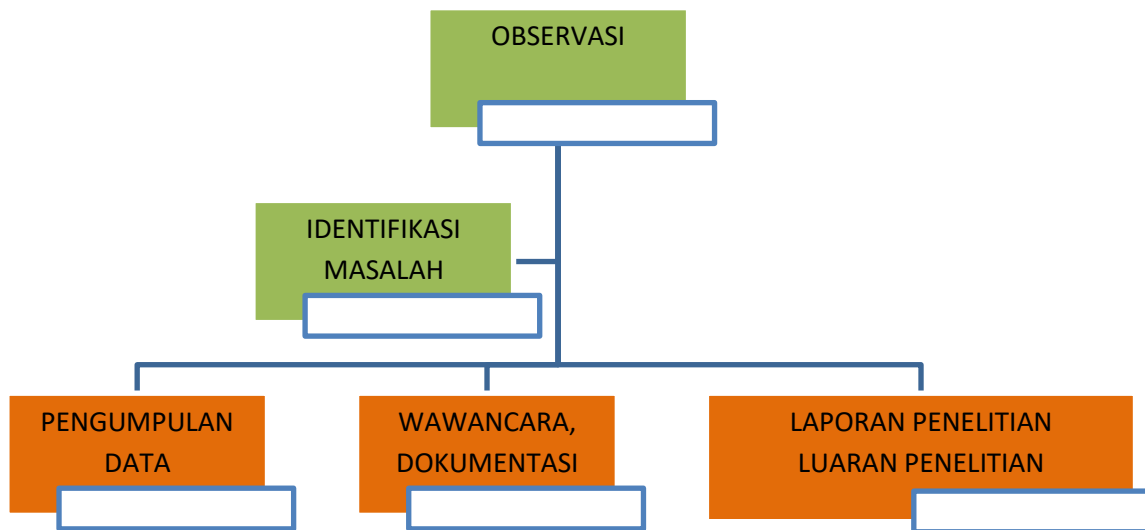 OBSERVASI
IDENTIFIKASI
MASALAH
PENGUMPULAN
DATA
WAWANCARA,
DOKUMENTASI
LAPORAN PENELITIAN
LUARAN PENELITIAN